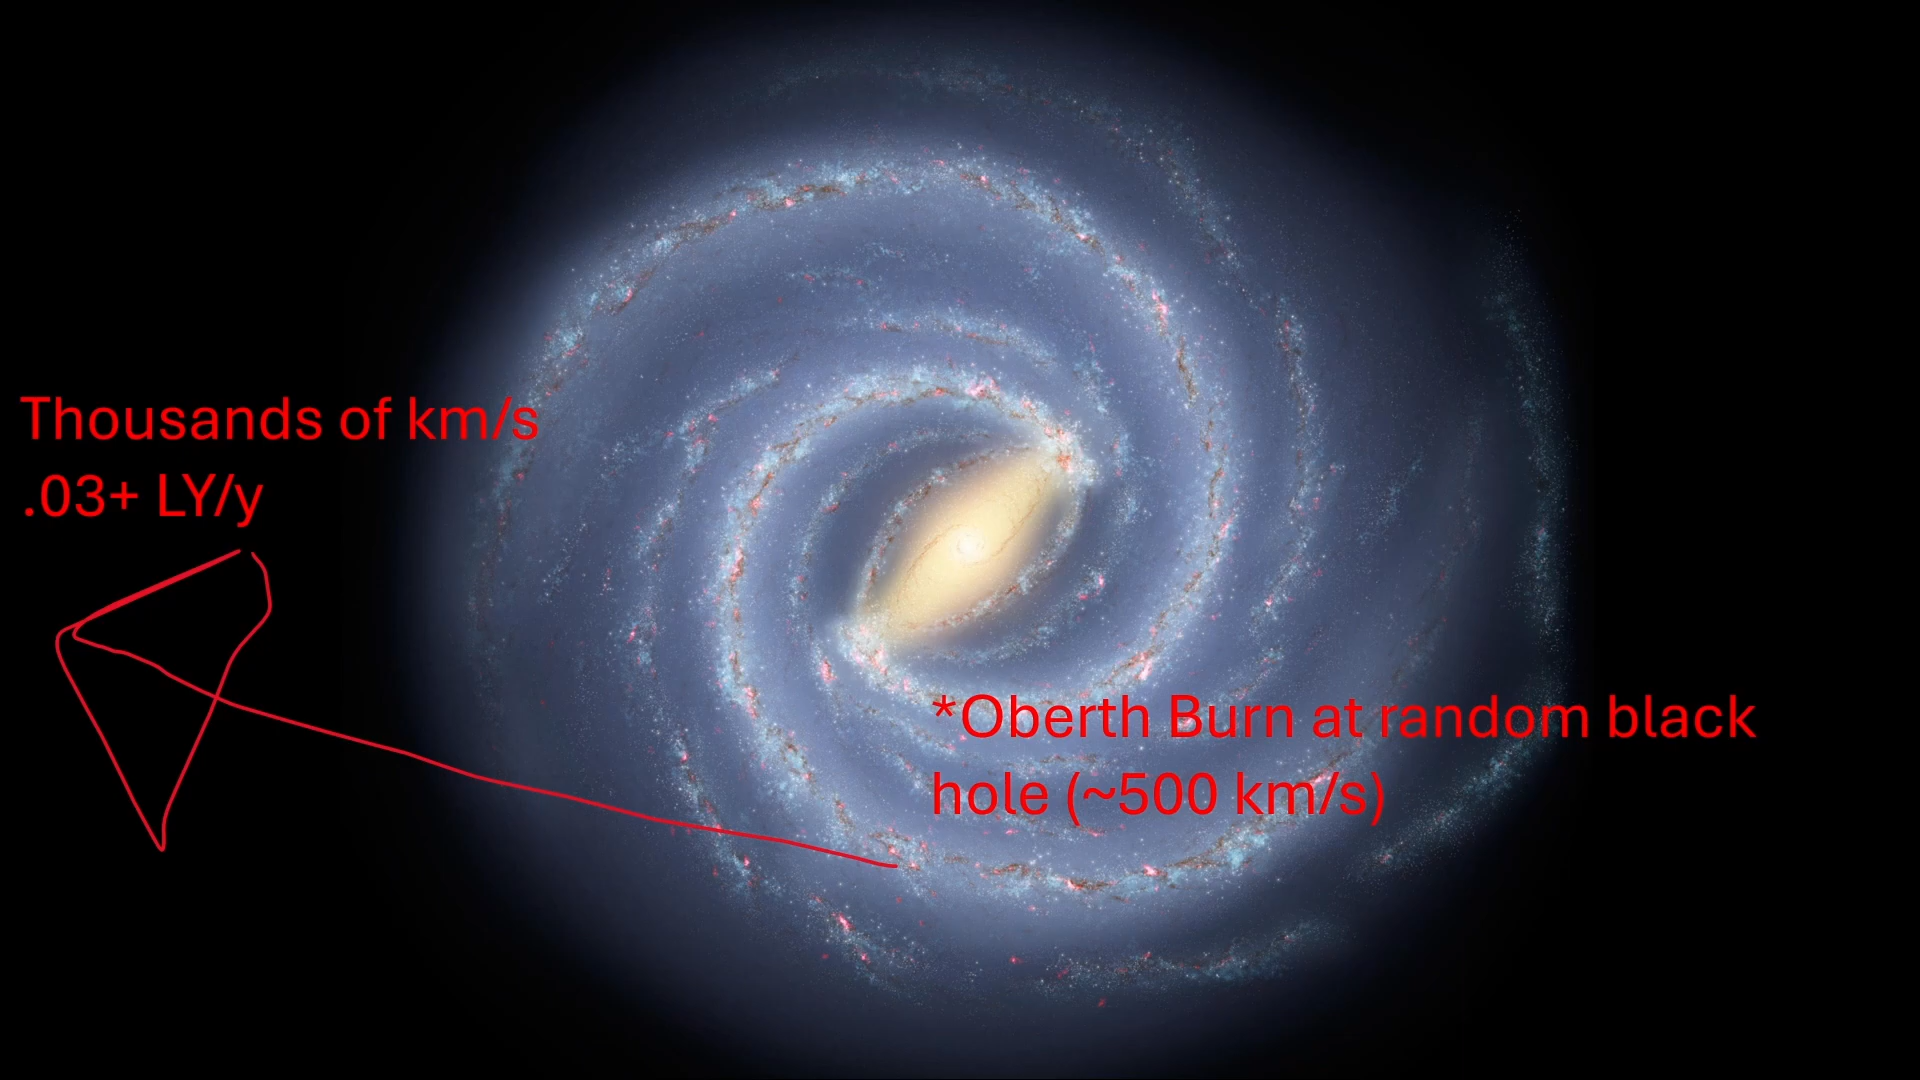 Thousands of km/s
.03+ LY/y
*Oberth Burn at random black
hole (~500 km/s)